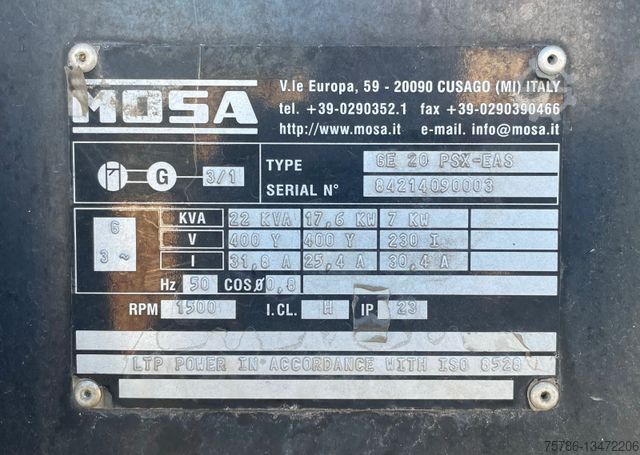 MOSA
V.le Europa, 59 - 20090 CUSAGO (MI) ITALY
tel. +39-0290352.1 fax +39-0290390466
http://www.mosa.it e-mail. info@mosa.it
G 3/1
TYPE GE 20 PSX-EAS
SERIAL N° 84214090003
G
3 ~
KVA 22 KVA 17,6 KW 7 KW
V 400 Y 400 Y 230 I
I 31,8 A 25,4 A 30,4 A
Hz 50 COSØ 0,8
RPM 1500 I.CL. H IP 23
LTP POWER IN ACCORDANCE WITH ISO 8528
75786-13472206